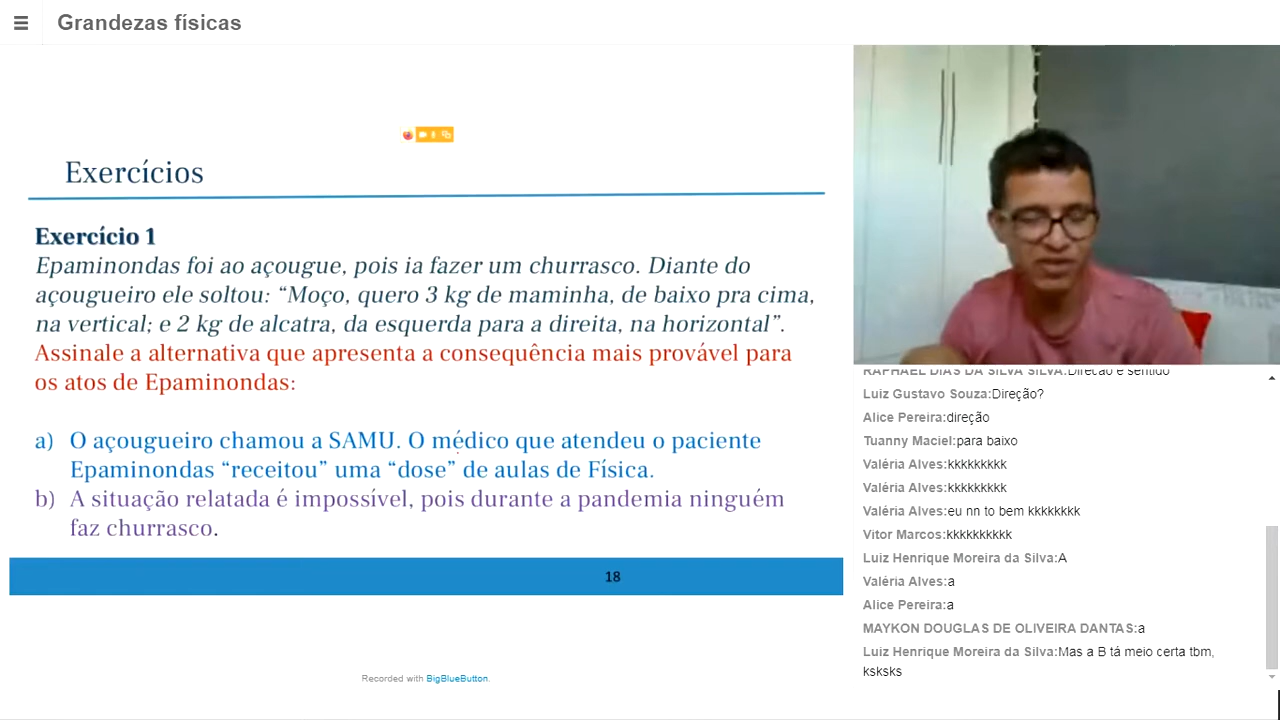 Grandezas físicas
Exercícios
Exercício 1
Epaminondas foi ao açougue, pois ia fazer um churrasco. Diante do
açougueiro ele soltou: “Moço, quero 3 kg de maminha, de baixo pra cima,
na vertical; e 2 kg de alcatra, da esquerda para a direita, na horizontal”.
Assinale a alternativa que apresenta a consequência mais provável para
os atos de Epaminondas:
a) O açougueiro chamou a SAMU. O médico que atendeu o paciente
Epaminondas “receitou” uma “dose” de aulas de Física.
b) A situação relatada é impossível, pois durante a pandemia ninguém
faz churrasco.
18
Recorded with BigBlueButton.
RAPHAEL DIAS DA SILVA SILVA:Direcão e sentido
Luiz Gustavo Souza:Direção?
Alice Pereira:direção
Tuanny Maciel:para baixo
Valéria Alves:kkkkkkkkk
Valéria Alves:kkkkkkkkk
Valéria Alves:eu nn to bem kkkkkkkk
Vitor Marcos:kkkkkkkkkk
Luiz Henrique Moreira da Silva:A
Valéria Alves:a
Alice Pereira:a
MAYKON DOUGLAS DE OLIVEIRA DANTAS:a
Luiz Henrique Moreira da Silva:Mas a B tá meio certa tbm,
ksksks